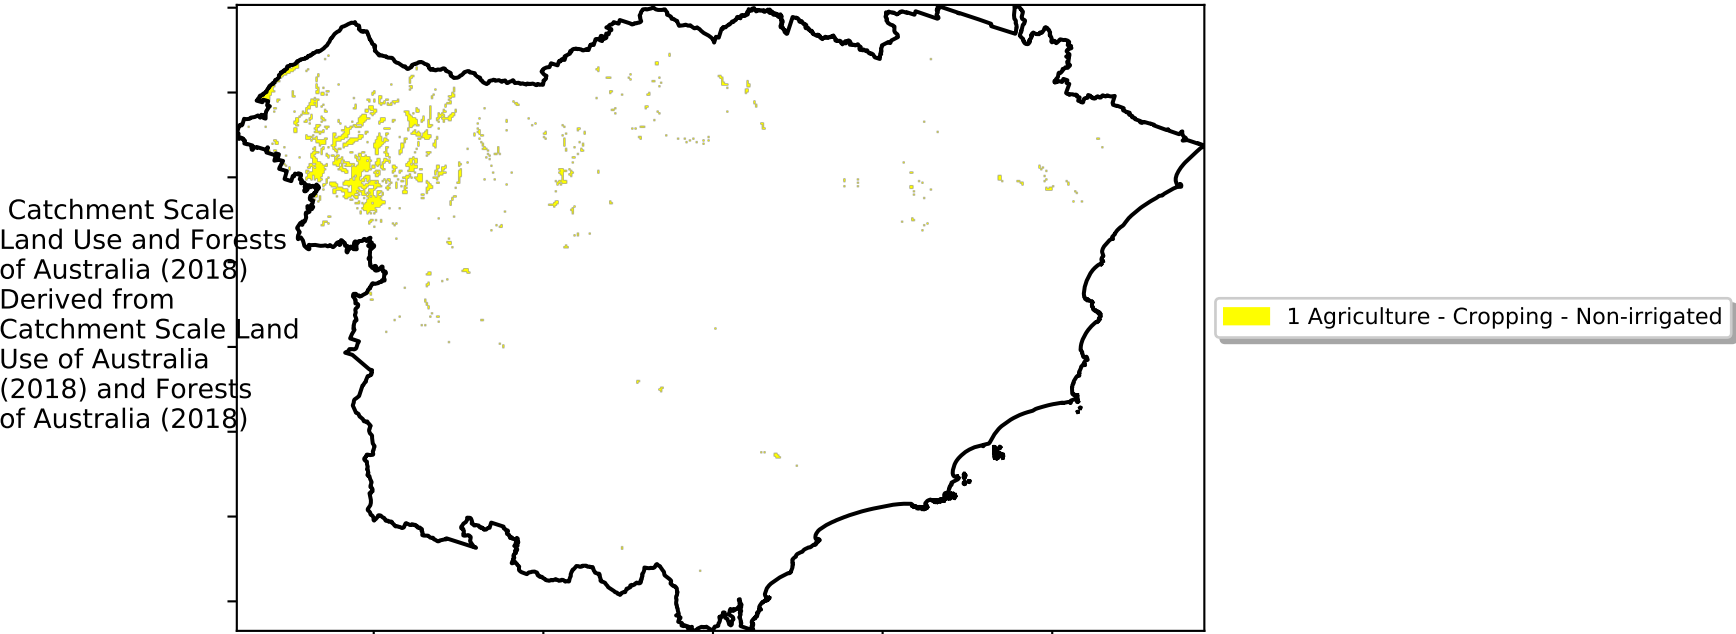 Catchment Scale
Land Use and Forests
of Australia (2018)
Derived from
Catchment Scale Land
Use of Australia
(2018) and Forests
of Australia (2018)
1 Agriculture - Cropping - Non-irrigated